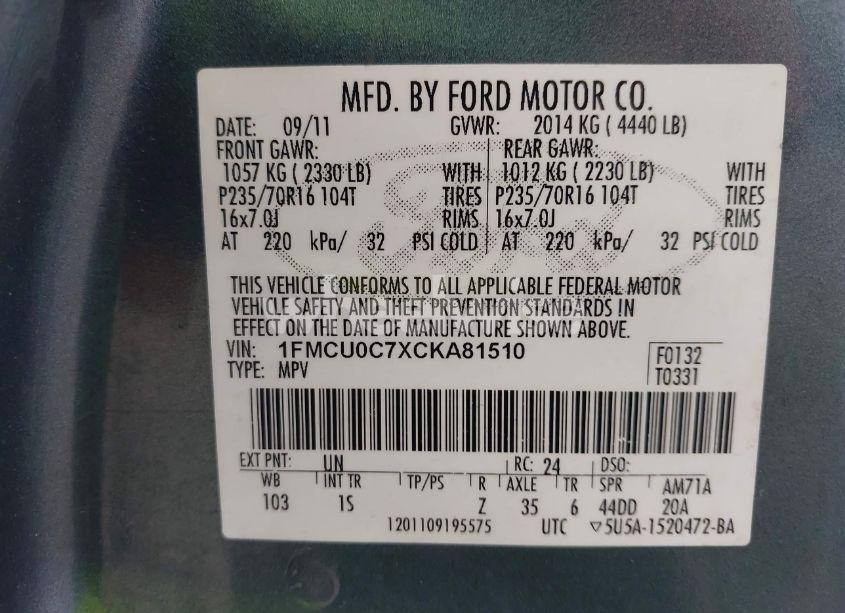 MFD. BY FORD MOTOR CO.
DATE: 09/11 GVWR: 2014 KG ( 4440 LB)
FRONT GAWR: REAR GAWR:
1057 KG ( 2330 LB) WITH 1012 KG ( 2230 LB) WITH
P235/70R16 104T TIRES P235/70R16 104T TIRES
16x7.0J RIMS 16x7.0J RIMS
AT 220 kPa/ 32 PSI COLD AT 220 kPa/ 32 PSI COLD
THIS VEHICLE CONFORMS TO ALL APPLICABLE FEDERAL MOTOR
VEHICLE SAFETY AND THEFT PREVENTION STANDARDS IN
EFFECT ON THE DATE OF MANUFACTURE SHOWN ABOVE.
VIN: 1FMCU0C7XCKA81510 F0132
TYPE: MPV T0331
EXT PNT: UN RC: 24 DSO:
WB INT TR TP/PS R AXLE TR SPR AM71A
103 1S Z 35 6 44DD 20A
1201109195575 UTC ▽5U5A-1520472-BA